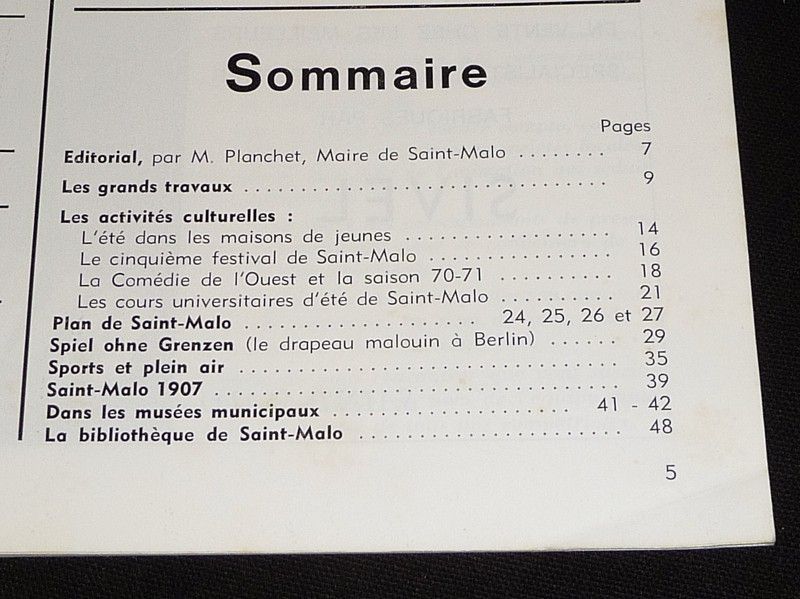 Sommaire
Pages
Editorial, par M. Planchet, Maire de Saint-Malo ........ 7
Les grands travaux .................................. 9
Les activités culturelles :
L'été dans les maisons de jeunes ................... 14
Le cinquième festival de Saint-Malo ................. 16
La Comédie de l'Ouest et la saison 70-71 .......... 18
Les cours universitaires d'été de Saint-Malo .......... 21
Plan de Saint-Malo ..................... 24, 25, 26 et 27
Spiel ohne Grenzen (le drapeau malouin à Berlin) ...... 29
Sports et plein air ................................... 35
Saint-Malo 1907 ..................................... 39
Dans les musées municipaux ..................... 41 - 42
La bibliothèque de Saint-Malo ........................ 48
5